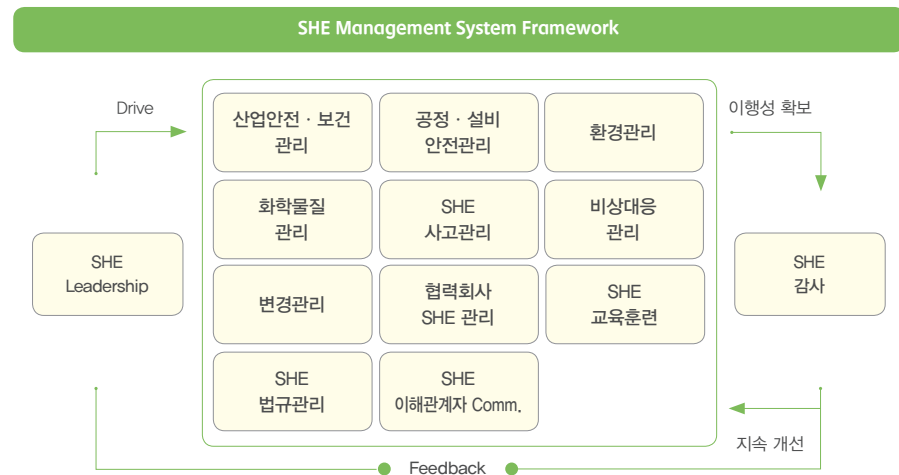 SHE Management System Framework
Drive
이행성 확보
산업안전 · 보건
관리
공정 · 설비
안전관리
환경관리
화학물질
관리
SHE
사고관리
비상대응
관리
SHE
Leadership
SHE
감사
변경관리
협력회사
SHE 관리
SHE
교육훈련
SHE
법규관리
SHE
이해관계자 Comm.
지속 개선
Feedback